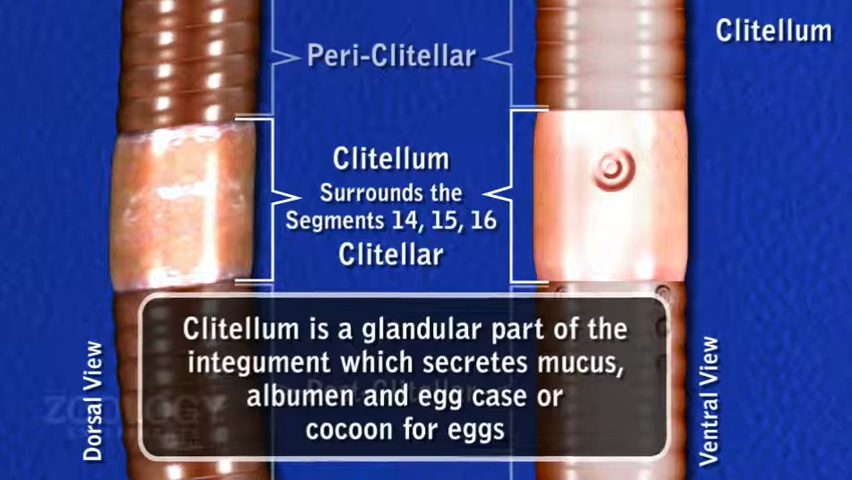 Clitellum
Peri-Clitellar
Clitellum
Surrounds the
Segments 14, 15, 16
Clitellar
Clitellum is a glandular part of the
integument which secretes mucus,
albumen and egg case or
cocoon for eggs
Dorsal View
Ventral View
ZOOLOGY